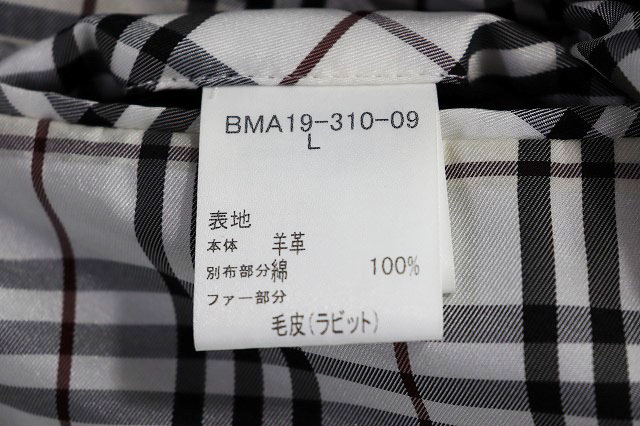 BMA19-310-09
L
表地
本体 羊革
別布部分綿 100%
ファー部分
毛皮(ラビット)